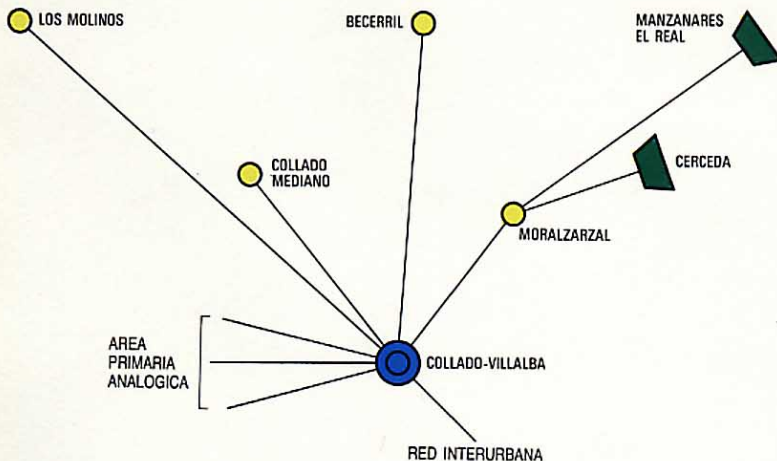 LOS MOLINOS
BECERRIL
MANZANARES
EL REAL
COLLADO
MEDIANO
CERCEDA
MORALZARZAL
AREA
PRIMARIA
ANALOGICA
COLLADO-VILLALBA
RED INTERURBANA